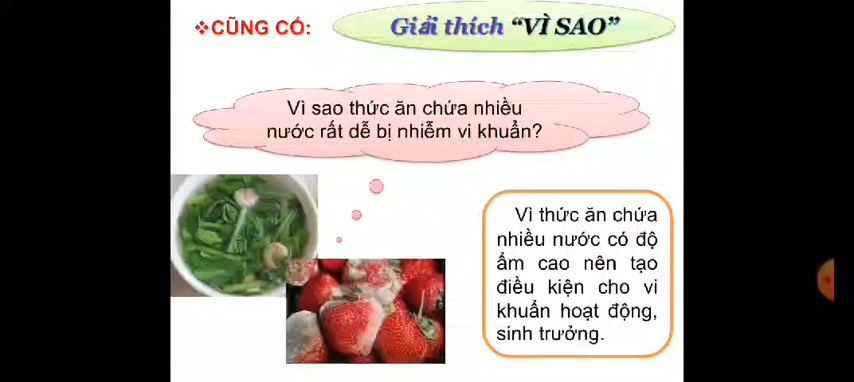 ❖CŨNG CỐ:
Giải thích “VÌ SAO”
Vì sao thức ăn chứa nhiều
nước rất dễ bị nhiễm vi khuẩn?
Vì thức ăn chứa
nhiều nước có độ
ẩm cao nên tạo
điều kiện cho vi
khuẩn hoạt động,
sinh trưởng.